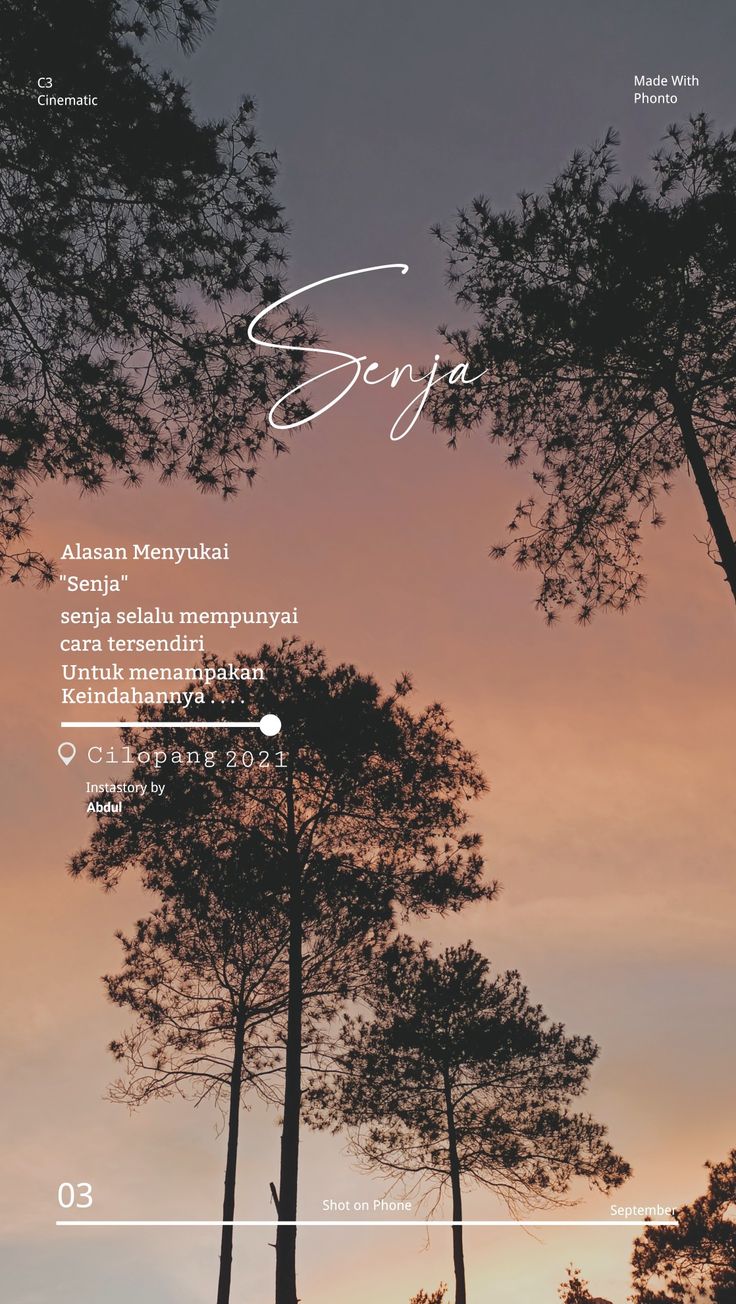 C3
Cinematic
Made With
Phonto
Senja
Alasan Menyukai
"Senja"
senja selalu mempunyai
cara tersendiri
Untuk menampakan
Keindahannya . . . .
Cilopang 2021
Instastory by
Abdul
03
Shot on Phone
September